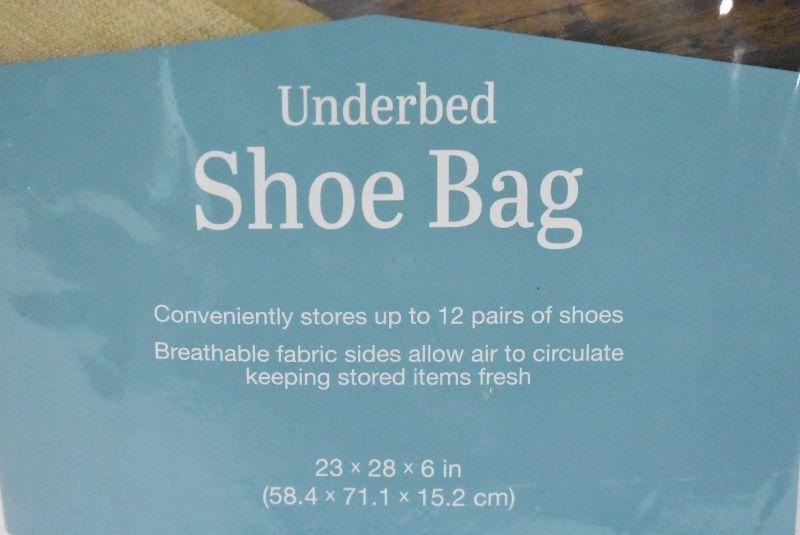 Underbed
Shoe Bag
Conveniently stores up to 12 pairs of shoes
Breathable fabric sides allow air to circulate
keeping stored items fresh
23 × 28 × 6 in
(58.4 × 71.1 × 15.2 cm)